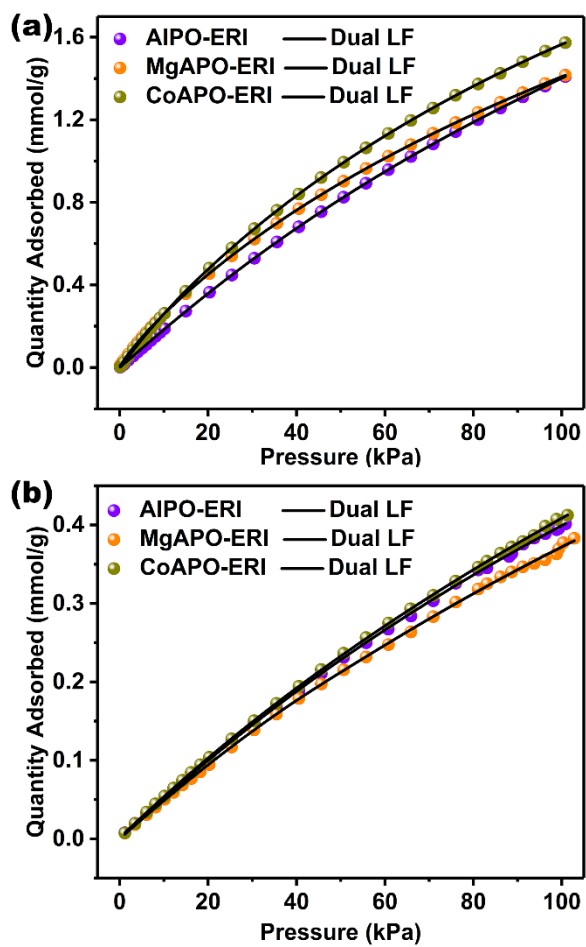 (a)
AlPO-ERI — Dual LF
MgAPO-ERI — Dual LF
CoAPO-ERI — Dual LF
Quantity Adsorbed (mmol/g)
1.6
1.2
0.8
0.4
0.0
0 20 40 60 80 100
Pressure (kPa)
(b)
AlPO-ERI — Dual LF
MgAPO-ERI — Dual LF
CoAPO-ERI — Dual LF
Quantity Adsorbed (mmol/g)
0.4
0.3
0.2
0.1
0.0
0 20 40 60 80 100
Pressure (kPa)